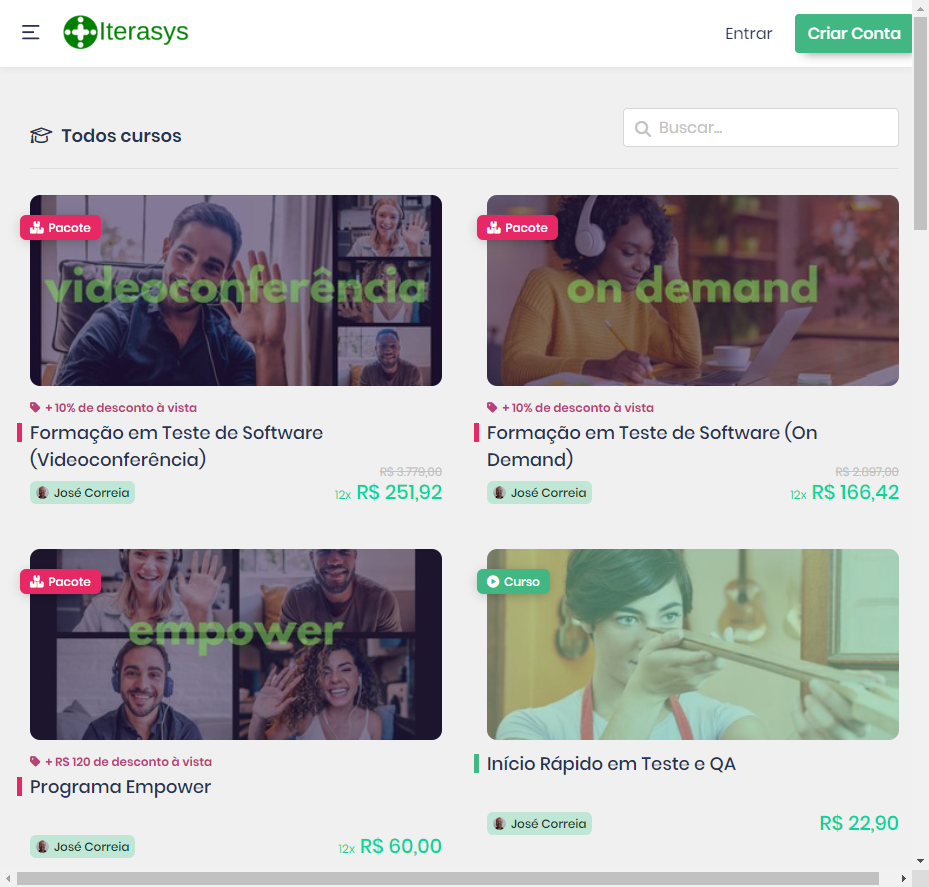 Iterasys
Entrar
Criar Conta
Todos cursos
Buscar...
Pacote
videoconferência
+ 10% de desconto à vista
Formação em Teste de Software
(Videoconferência)
R$ 3.779,00
José Correia
12x R$ 251,92
Pacote
on demand
+ 10% de desconto à vista
Formação em Teste de Software (On
Demand)
R$ 2.897,00
José Correia
12x R$ 166,42
Pacote
empower
+ R$ 120 de desconto à vista
Programa Empower
José Correia
12x R$ 60,00
Curso
Início Rápido em Teste e QA
José Correia
R$ 22,90